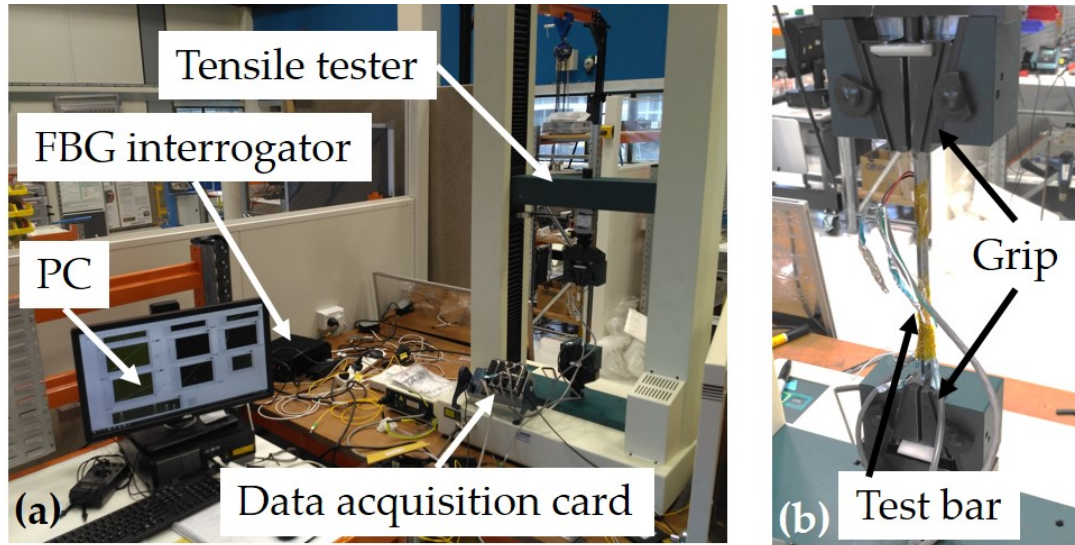 Tensile tester
FBG interrogator
PC
Data acquisition card
(a)
Grip
Test bar
(b)